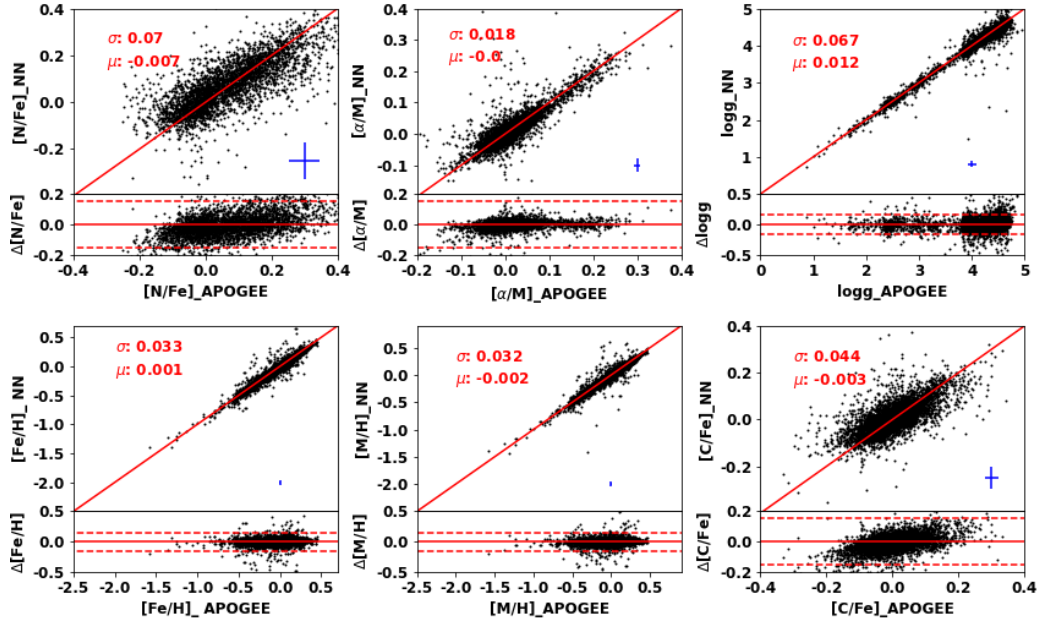 0.4
0.2
0.0
-0.2
[N/Fe]_NN
σ: 0.07
μ: -0.007
0.2
0.0
-0.2
Δ[N/Fe]
-0.4 -0.2 0.0 0.2 0.4
[N/Fe]_APOGEE
0.4
0.3
0.2
0.1
0.0
-0.1
[α/M]_NN
σ: 0.018
μ: -0.0
0.2
0.0
-0.2
Δ[α/M]
-0.2 -0.1 0.0 0.1 0.2 0.3 0.4
[α/M]_APOGEE
5
4
3
2
1
logg_NN
σ: 0.067
μ: 0.012
0.5
0.0
-0.5
Δlogg
0 1 2 3 4 5
logg_APOGEE
0.5
0.0
-0.5
-1.0
-1.5
-2.0
[Fe/H]_ NN
σ: 0.033
μ: 0.001
0.5
0.0
-0.5
Δ[Fe/H]
-2.5 -2.0 -1.5 -1.0 -0.5 0.0 0.5
[Fe/H]_APOGEE
0.5
0.0
-0.5
-1.0
-1.5
-2.0
[M/H]_NN
σ: 0.032
μ: -0.002
0.5
0.0
-0.5
Δ[M/H]
-2.5 -2.0 -1.5 -1.0 -0.5 0.0 0.5
[M/H]_APOGEE
0.4
0.2
0.0
-0.2
[C/Fe]_NN
σ: 0.044
μ: -0.003
0.2
0.0
-0.2
Δ[C/Fe]
-0.4 -0.2 0.0 0.2 0.4
[C/Fe]_APOGEE